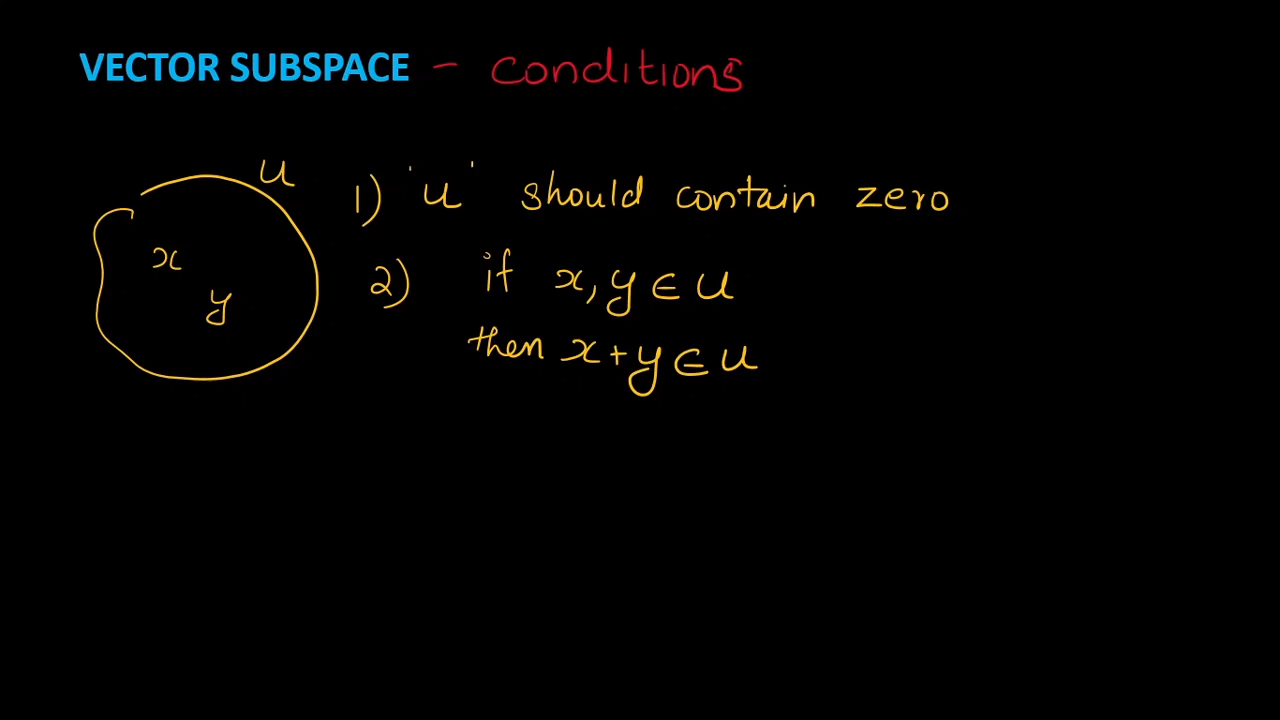 VECTOR SUBSPACE - conditions
u
1) 'u' should contain zero
x
y
2) if x, y ∈ u
then x + y ∈ u